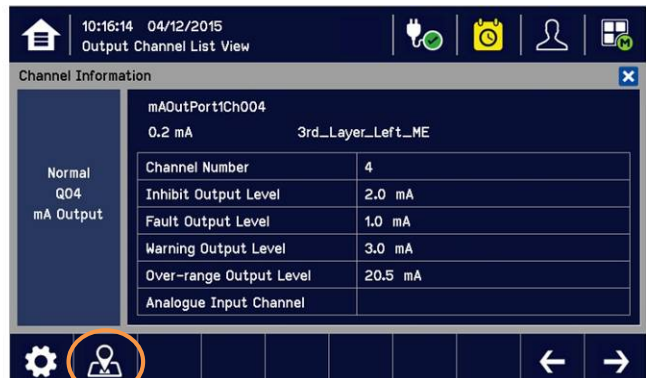 10:16:14 04/12/2015
Output Channel List View
M
Channel Information
mAOutPort1Ch004
0.2 mA 3rd_Layer_Left_ME
Normal
Q04
mA Output
Channel Number 4
Inhibit Output Level 2.0 mA
Fault Output Level 1.0 mA
Warning Output Level 3.0 mA
Over-range Output Level 20.5 mA
Analogue Input Channel